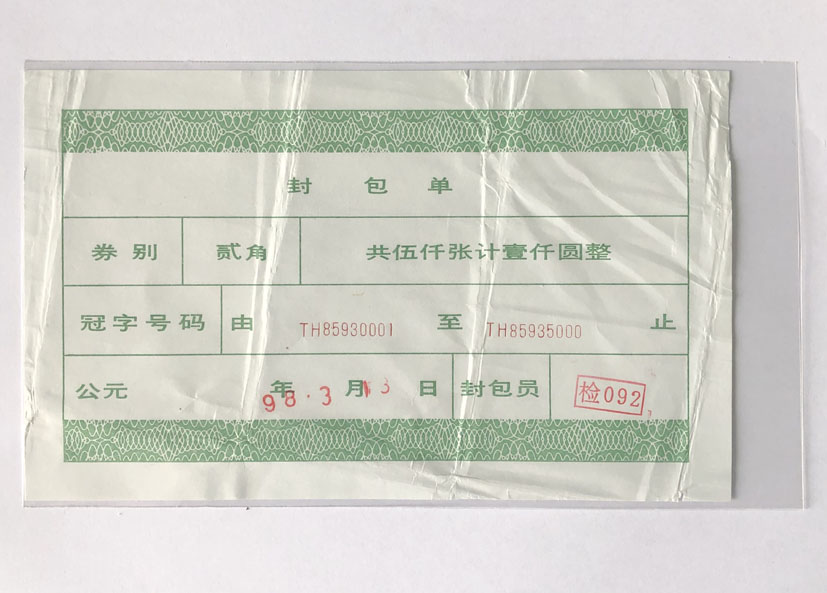 封包单
券别 贰角 共伍仟张计壹仟圆整
冠字号码 由 TH85930001 至 TH85935000 止
公元 98.3 年 月 日 封包员 检092